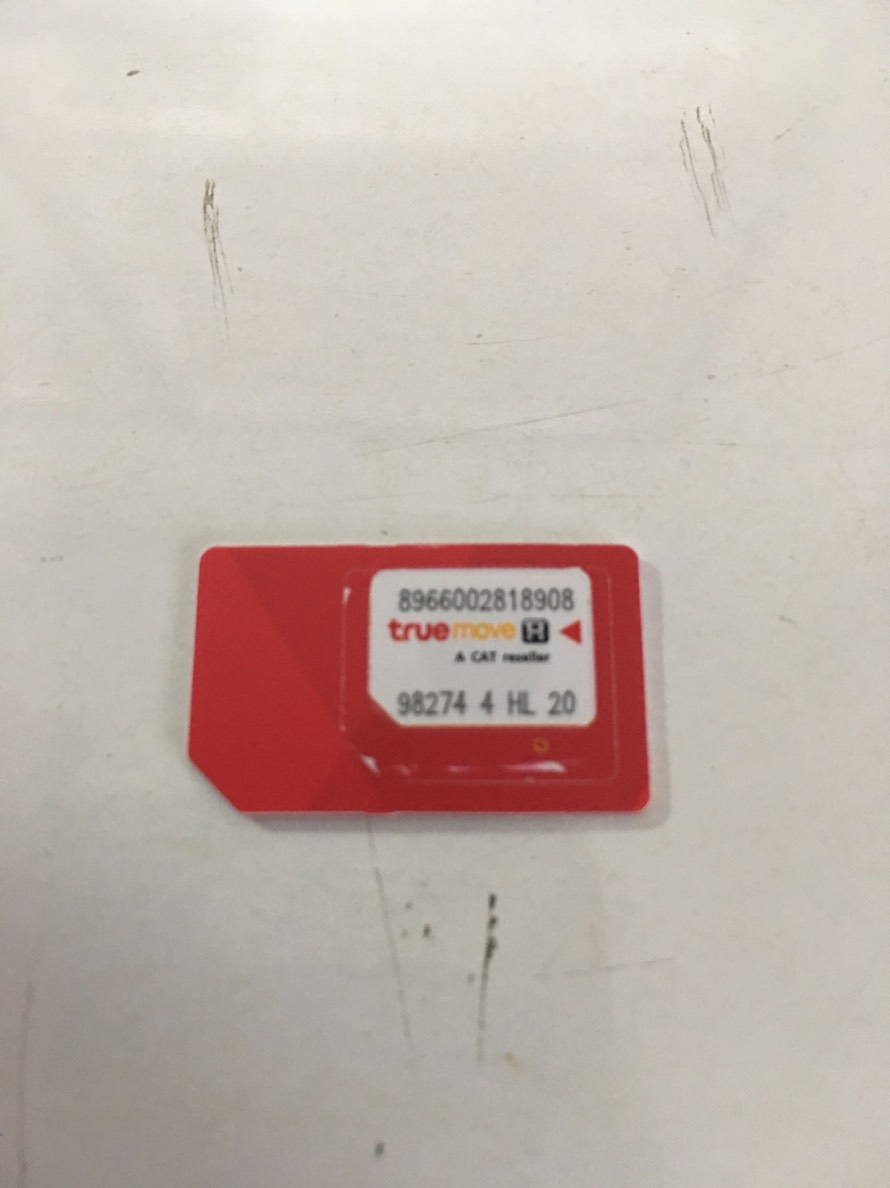 8966002818908
truemove H
A CAT reseller
98274 4 HL 20